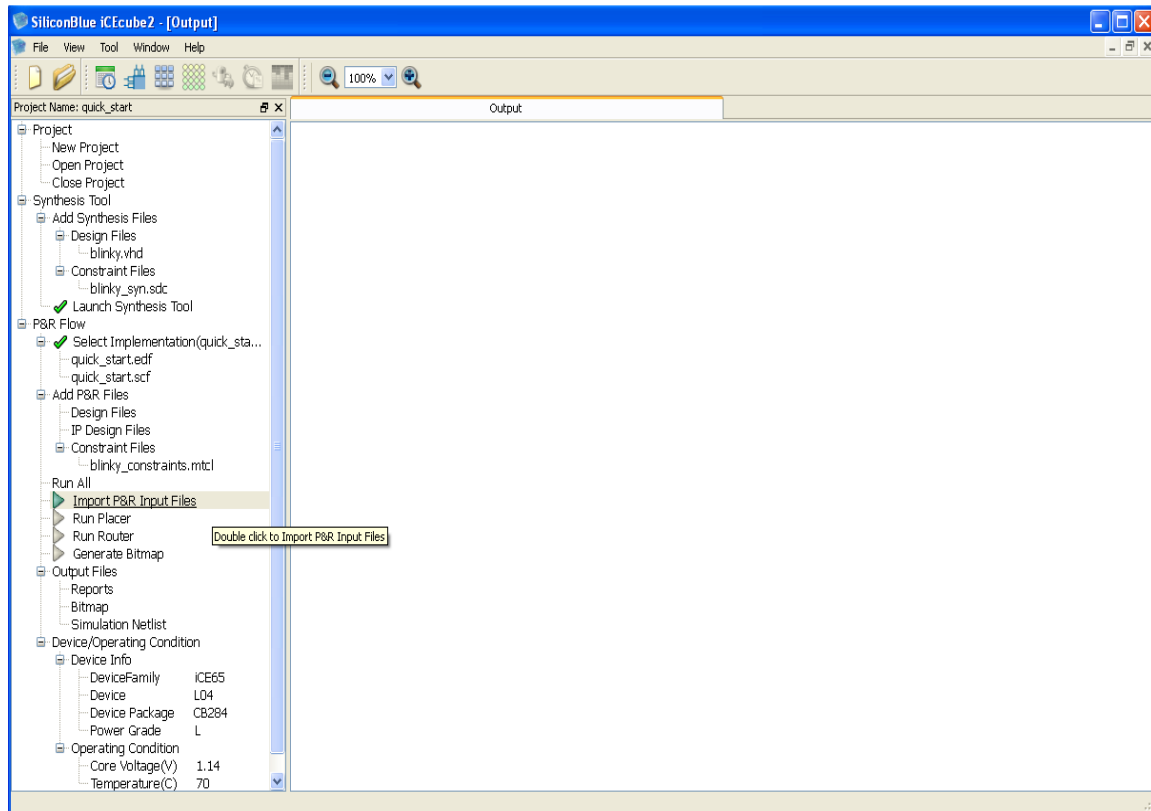 SiliconBlue iCEcube2 - [Output]
File View Tool Window Help
100%
Project Name: quick_start
Output
Project
New Project
Open Project
Close Project
Synthesis Tool
Add Synthesis Files
Design Files
blinky.vhd
Constraint Files
blinky_syn.sdc
Launch Synthesis Tool
P&R Flow
Select Implementation(quick_sta...
quick_start.edf
quick_start.scf
Add P&R Files
Design Files
IP Design Files
Constraint Files
blinky_constraints.mtcl
Run All
Import P&R Input Files
Run Placer
Run Router
Double click to Import P&R Input Files
Generate Bitmap
Output Files
Reports
Bitmap
Simulation Netlist
Device/Operating Condition
Device Info
DeviceFamily iCE65
Device L04
Device Package CB284
Power Grade L
Operating Condition
Core Voltage(V) 1.14
Temperature(C) 70